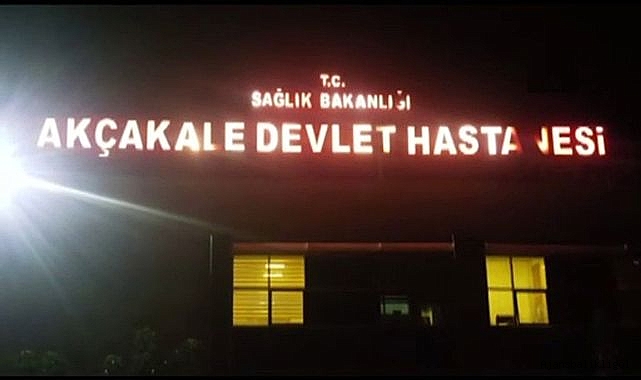 T.C.
SAĞLIK BAKANLIĞI
AKÇAKALE DEVLET HASTANESİ